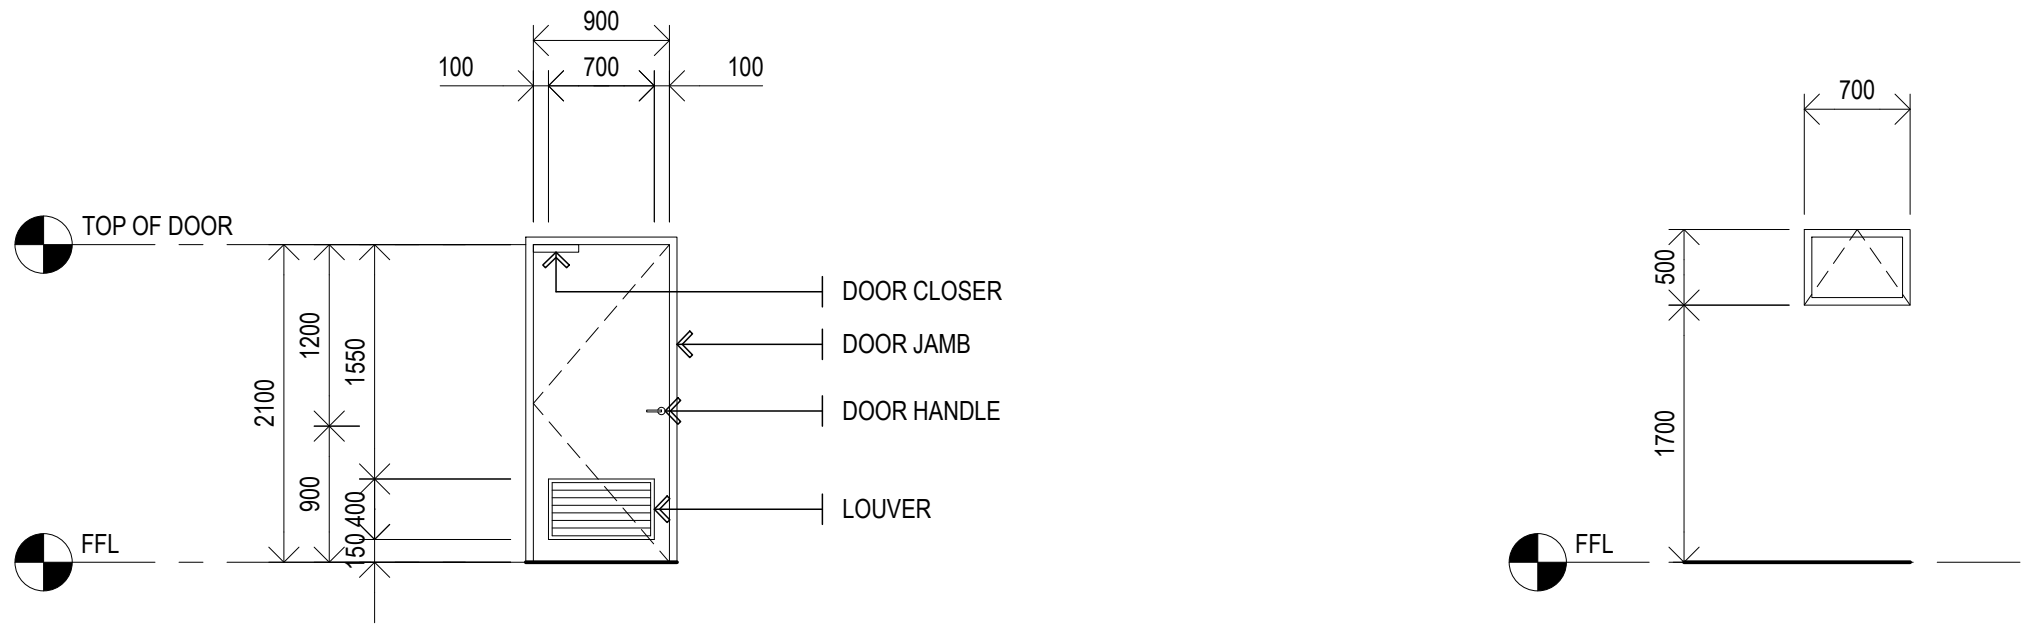 900
100
700
100
700
TOP OF DOOR
500
DOOR CLOSER
1200
DOOR JAMB
1550
2100
DOOR HANDLE
1700
900
400
LOUVER
150
FFL
FFL